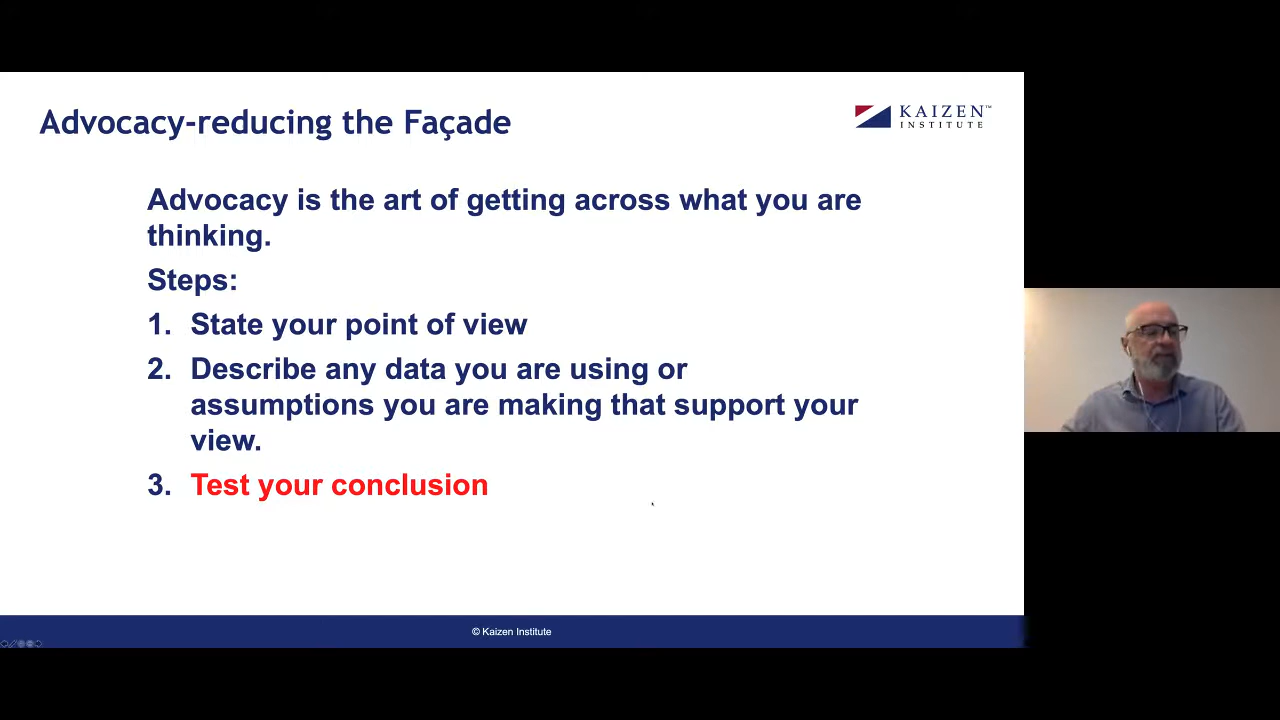 Advocacy-reducing the Façade
KAIZEN™
INSTITUTE
Advocacy is the art of getting across what you are
thinking.
Steps:
1. State your point of view
2. Describe any data you are using or
assumptions you are making that support your
view.
3. Test your conclusion
© Kaizen Institute